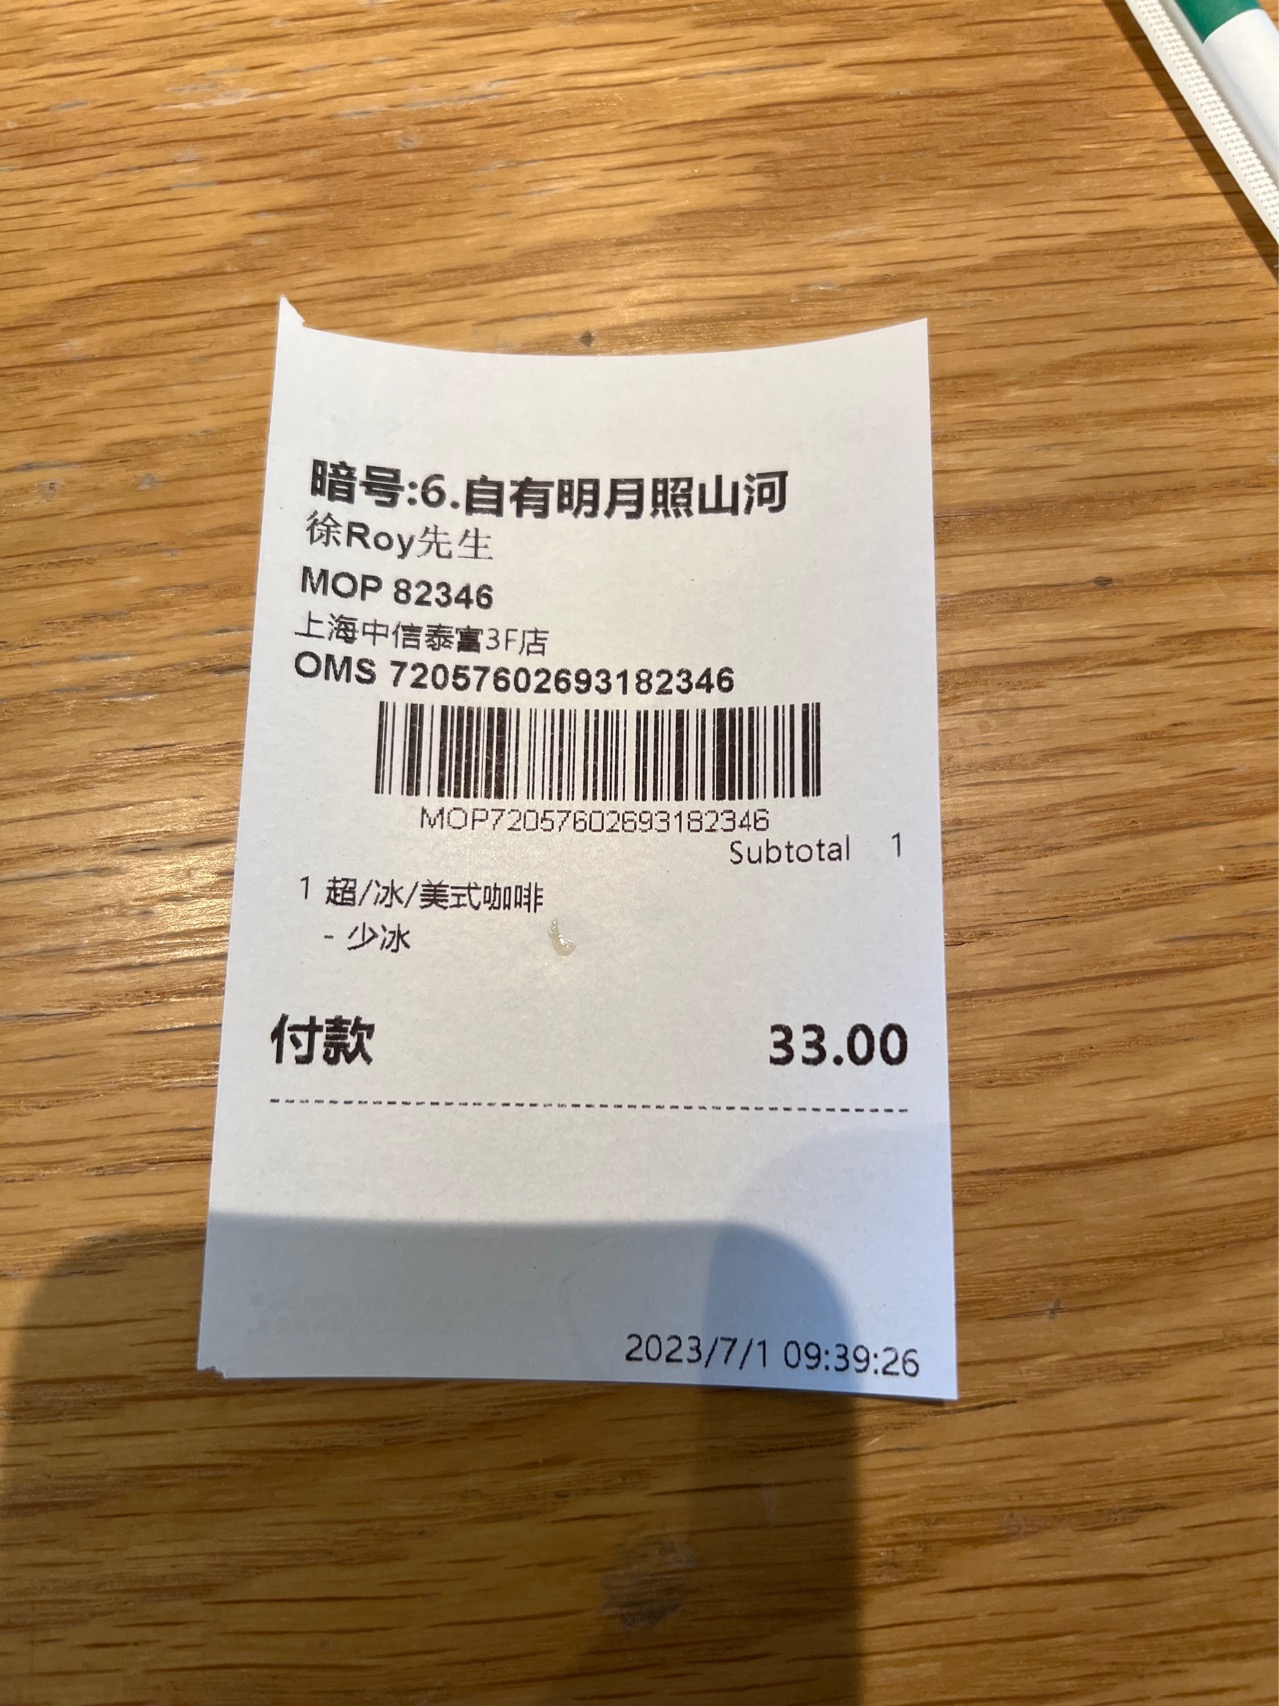 暗号:6.自有明月照山河
徐Roy先生
MOP 82346
上海中信泰富3F店
OMS 72057602693182346
MOP72057602693182346
Subtotal 1
1 超/冰/美式咖啡
- 少冰
付款 33.00
2023/7/1 09:39:26